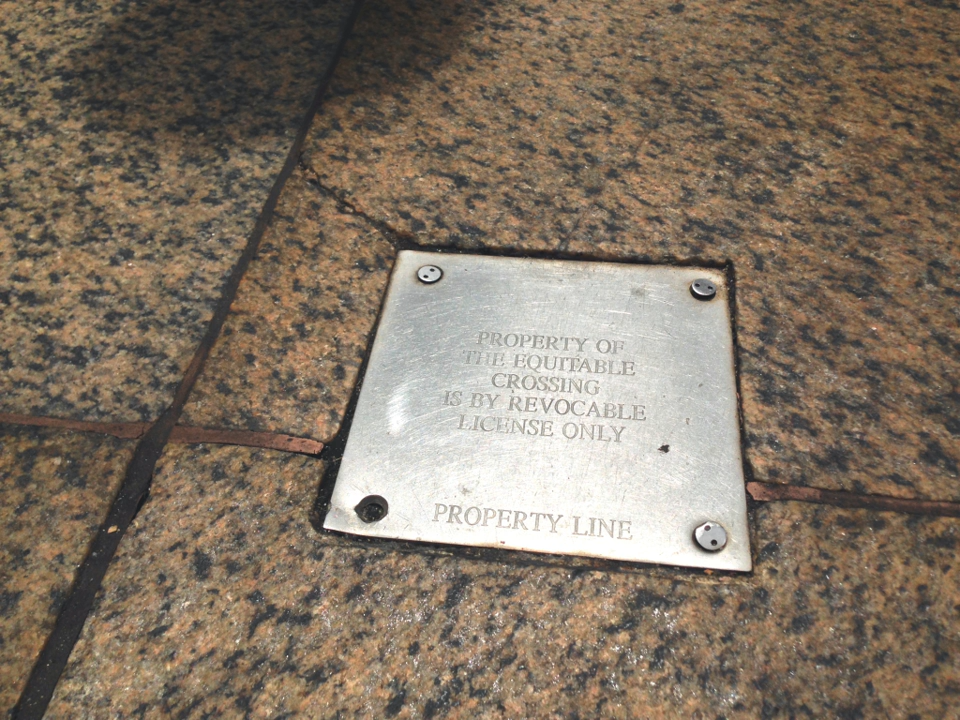 PROPERTY OF
THE EQUITABLE
CROSSING
IS BY REVOCABLE
LICENSE ONLY
PROPERTY LINE